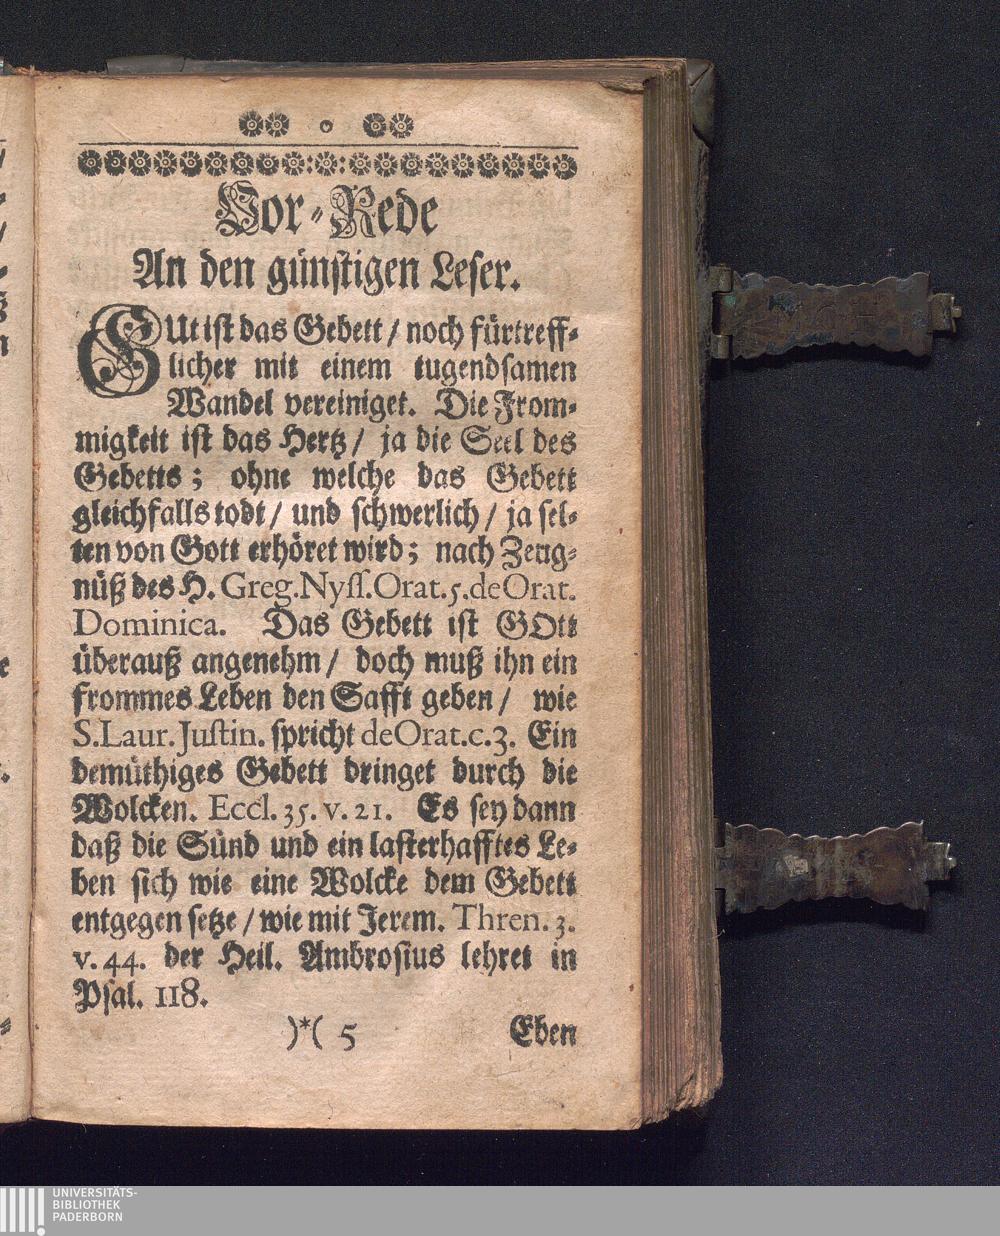 Vor-Rede
An den günstigen Leser.
GUt ist das Gebett / noch fürtreff-
licher mit einem tugendsamen
Wandel vereiniget. Die From-
migkeit ist das Hertz / ja die Seel des
Gebetts; ohne welche das Gebett
gleichfalls todt / und schwerlich / ja sel-
ten von Gott erhöret wird; nach Zeug-
nüß des H. Greg. Nyss. Orat. 5. de Orat.
Dominica. Das Gebett ist GOtt
überauß angenehm / doch muß ihn ein
frommes Leben den Safft geben / wie
S. Laur. Justin. spricht de Orat. c. 3. Ein
demüthiges Gebett dringet durch die
Wolcken. Eccl. 35. v. 21. Es sey dann
daß die Sünd und ein lasterhafftes Le-
ben sich wie eine Wolcke dem Gebett
entgegen setze / wie mit Jerem. Thren. 3.
v. 44. der Heil. Ambrosius lehret in
Psal. 118.
)*( 5 Eben
UNIVERSITÄTS-
BIBLIOTHEK
PADERBORN